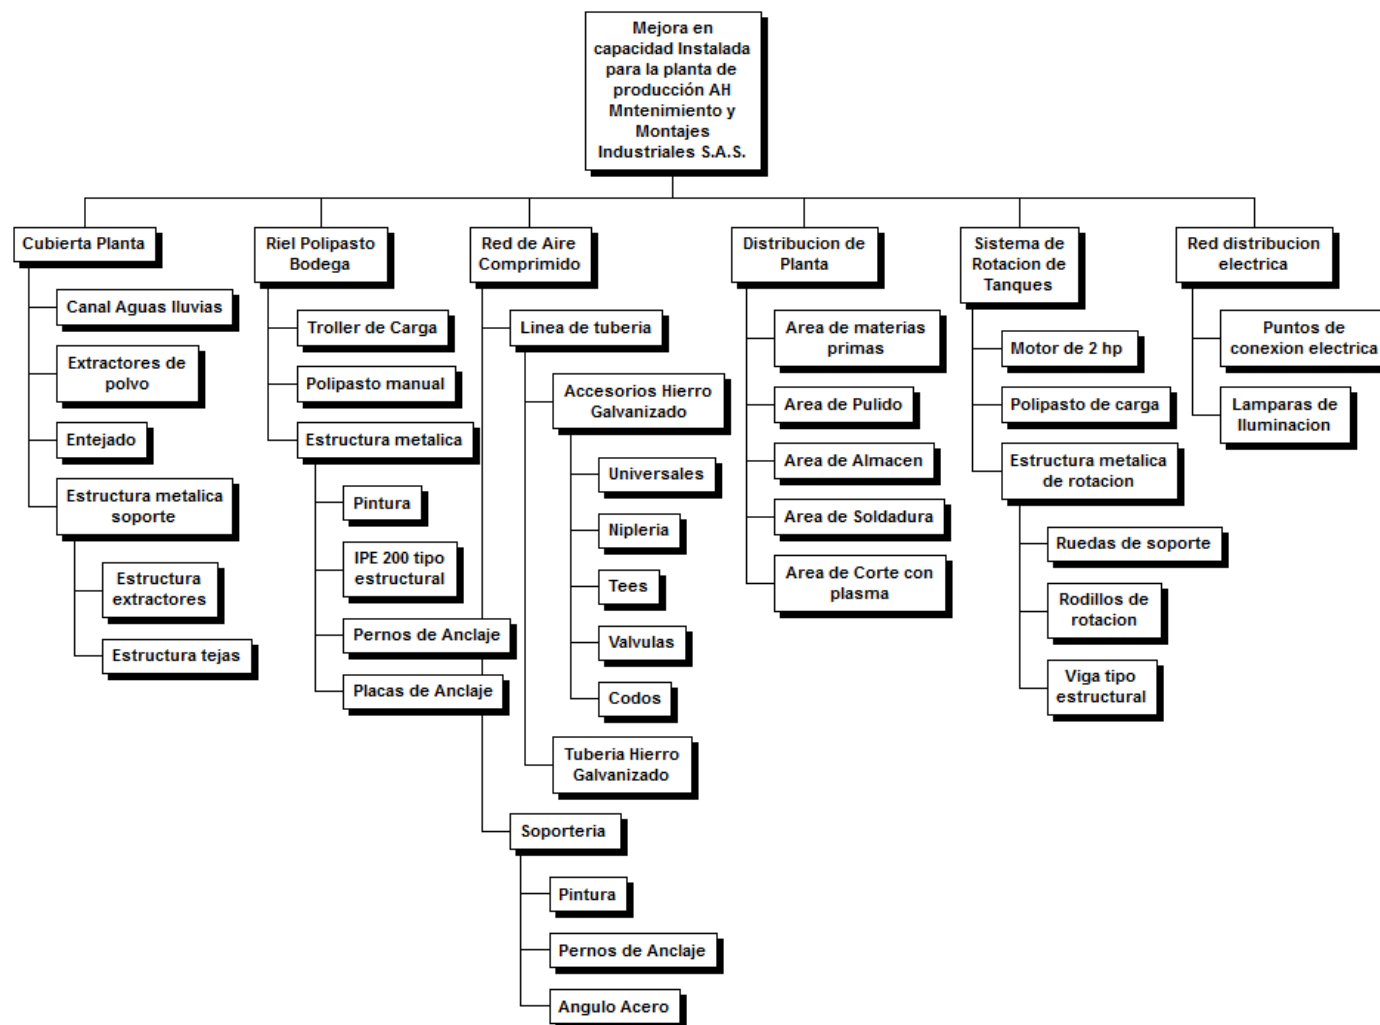 Mejora en
capacidad Instalada
para la planta de
producción AH
Mntenimiento y
Montajes
Industriales S.A.S.
Cubierta Planta
Canal Aguas lluvias
Extractores de
polvo
Entejado
Estructura metalica
soporte
Estructura
extractores
Estructura tejas
Riel Polipasto
Bodega
Troller de Carga
Polipasto manual
Estructura metalica
Pintura
IPE 200 tipo
estructural
Pernos de Anclaje
Placas de Anclaje
Red de Aire
Comprimido
Linea de tuberia
Accesorios Hierro
Galvanizado
Universales
Nipleria
Tees
Valvulas
Codos
Tuberia Hierro
Galvanizado
Soporteria
Pintura
Pernos de Anclaje
Angulo Acero
Distribucion de
Planta
Area de materias
primas
Area de Pulido
Area de Almacen
Area de Soldadura
Area de Corte con
plasma
Sistema de
Rotacion de
Tanques
Motor de 2 hp
Polipasto de carga
Estructura metalica
de rotacion
Ruedas de soporte
Rodillos de
rotacion
Viga tipo
estructural
Red distribucion
electrica
Puntos de
conexion electrica
Lamparas de
Iluminacion